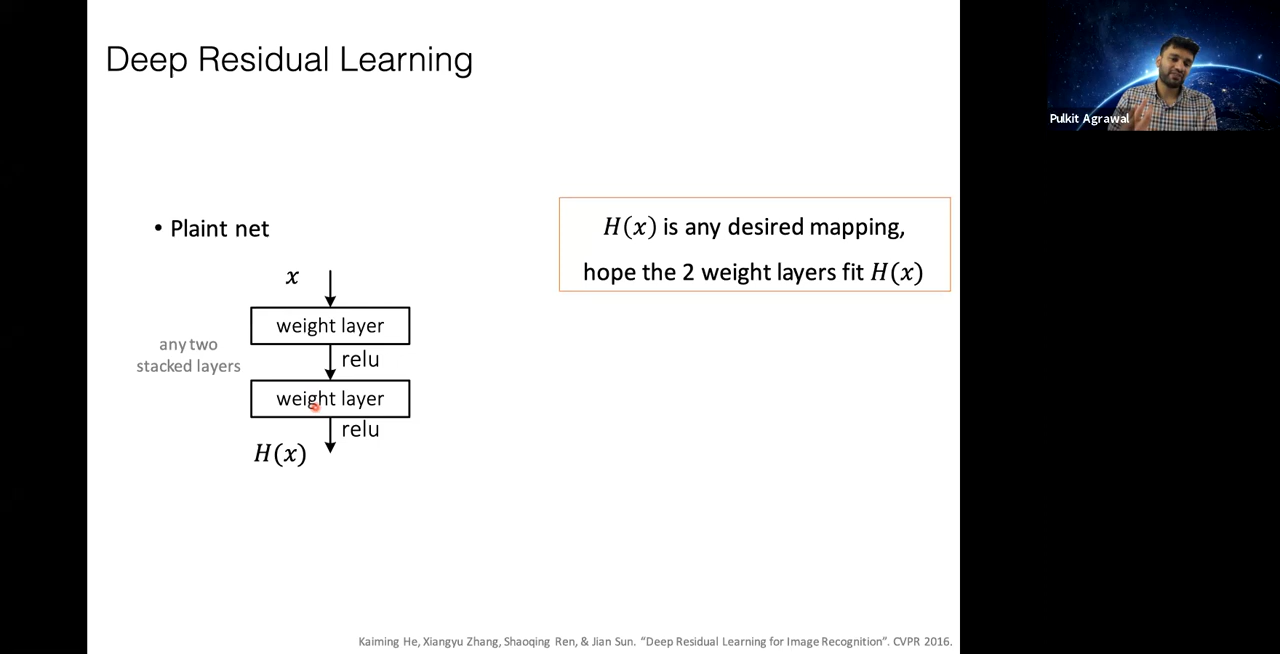 Deep Residual Learning
Pulkit Agrawal
• Plaint net
H(x) is any desired mapping,
hope the 2 weight layers fit H(x)
x
weight layer
any two
stacked layers
relu
weight layer
relu
H(x)
Kaiming He, Xiangyu Zhang, Shaoqing Ren, & Jian Sun. “Deep Residual Learning for Image Recognition”. CVPR 2016.